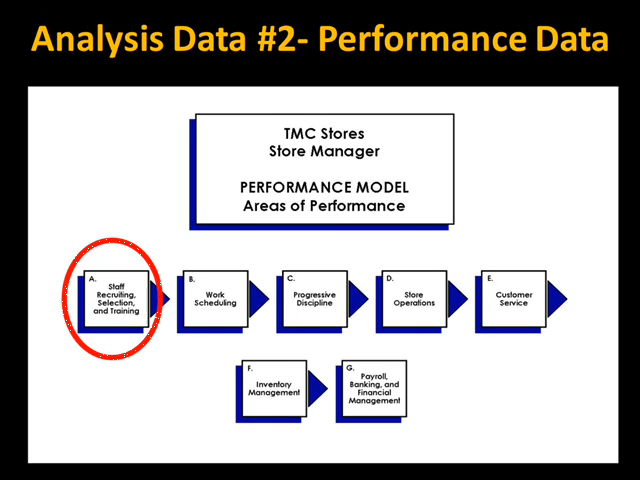 Analysis Data #2- Performance Data
TMC Stores
Store Manager
PERFORMANCE MODEL
Areas of Performance
A.
Staff
Recruiting,
Selection,
and Training
B.
Work
Scheduling
C.
Progressive
Discipline
D.
Store
Operations
E.
Customer
Service
F.
Inventory
Management
G.
Payroll,
Banking, and
Financial
Management